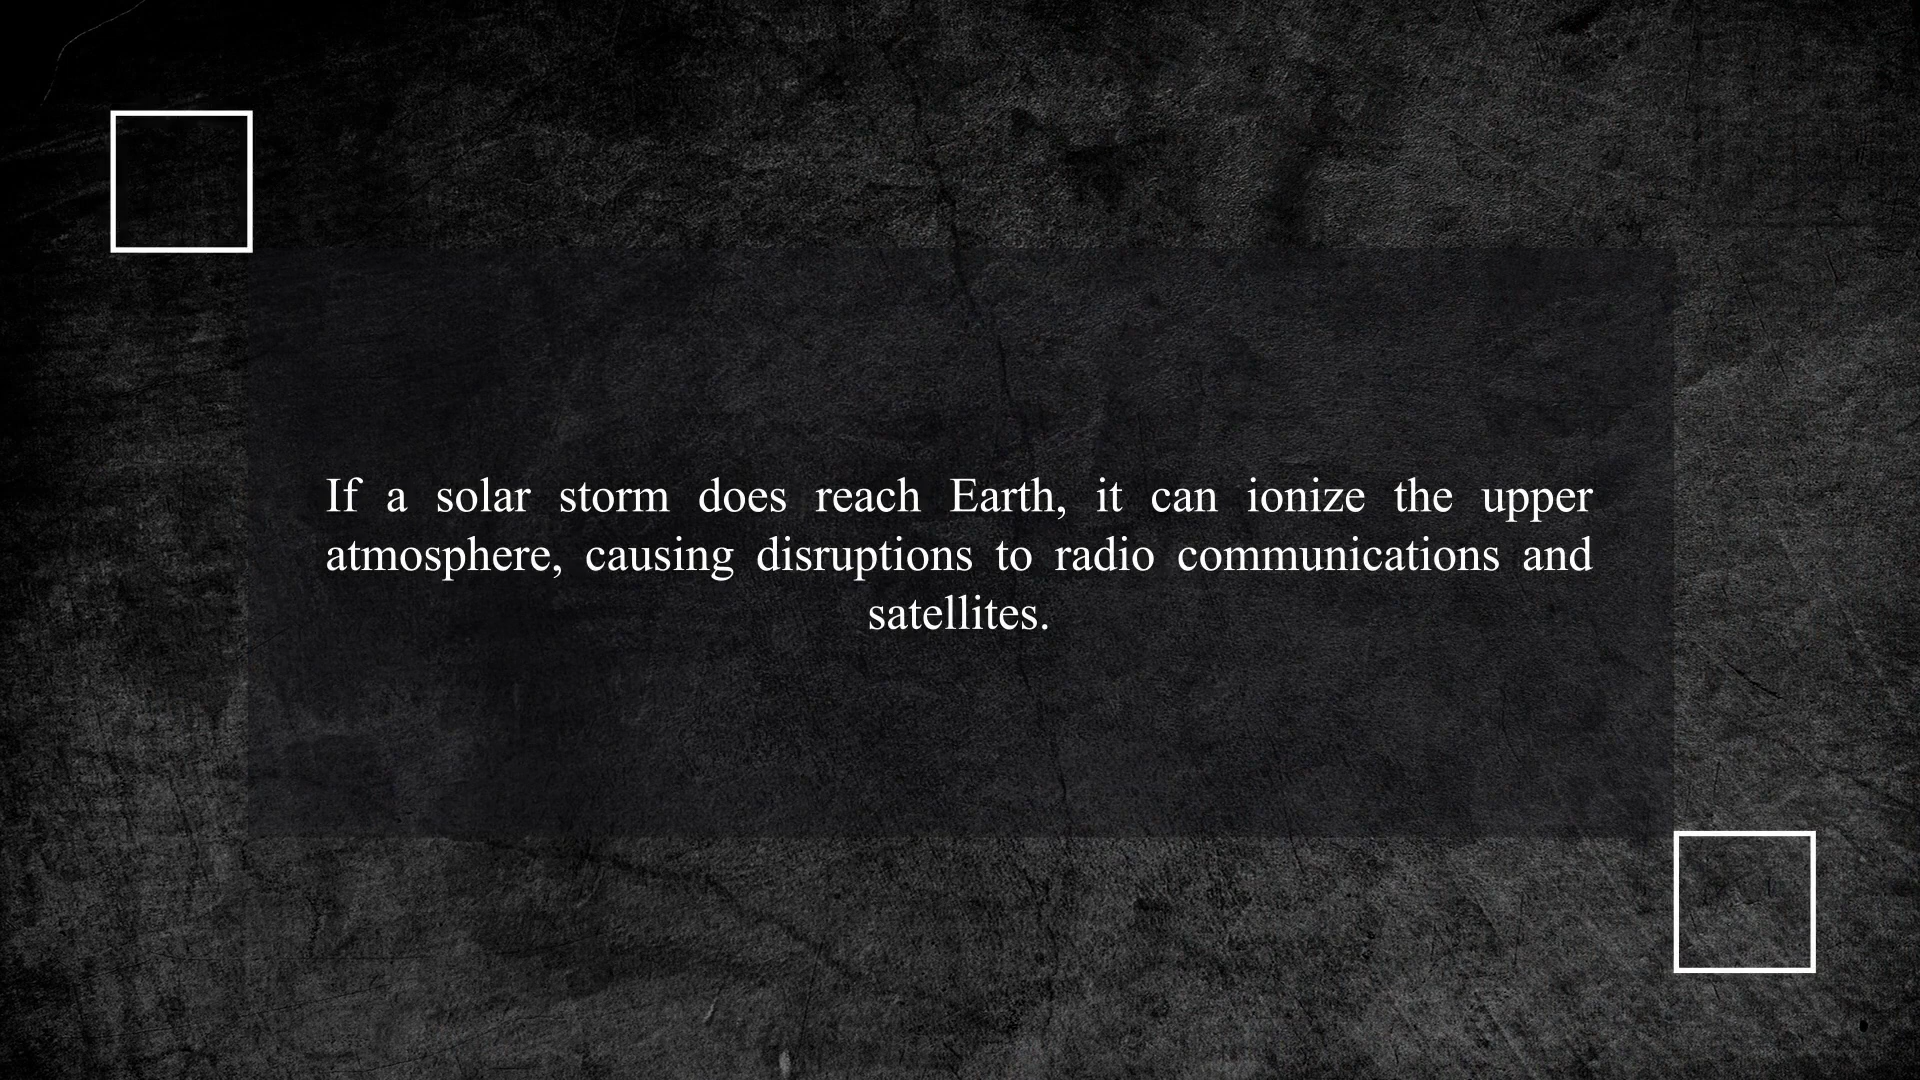 If a solar storm does reach Earth, it can ionize the upper
atmosphere, causing disruptions to radio communications and
satellites.